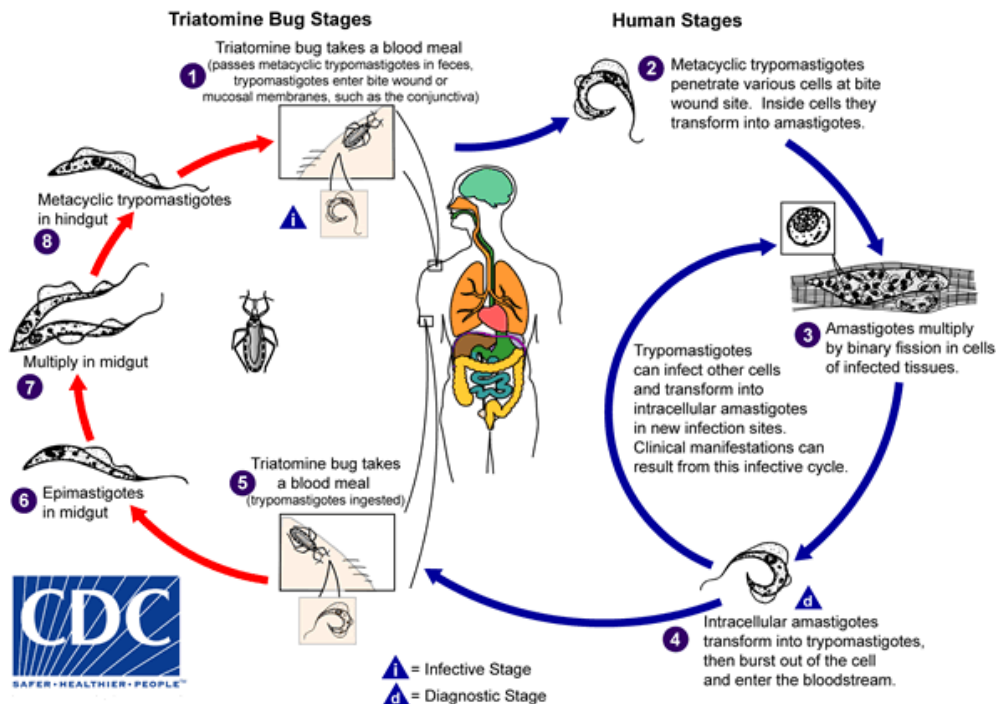 Triatomine Bug Stages
Human Stages
1
Triatomine bug takes a blood meal
(passes metacyclic trypomastigotes in feces,
trypomastigotes enter bite wound or
mucosal membranes, such as the conjunctiva)
i
2
Metacyclic trypomastigotes
penetrate various cells at bite
wound site. Inside cells they
transform into amastigotes.
3
Amastigotes multiply
by binary fission in cells
of infected tissues.
Trypomastigotes
can infect other cells
and transform into
intracellular amastigotes
in new infection sites.
Clinical manifestations can
result from this infective cycle.
d
4
Intracellular amastigotes
transform into trypomastigotes,
then burst out of the cell
and enter the bloodstream.
5
Triatomine bug takes
a blood meal
(trypomastigotes ingested)
6
Epimastigotes
in midgut
Multiply in midgut
7
Metacyclic trypomastigotes
in hindgut
8
CDC
SAFER•HEALTHIER•PEOPLE™
i = Infective Stage
d = Diagnostic Stage